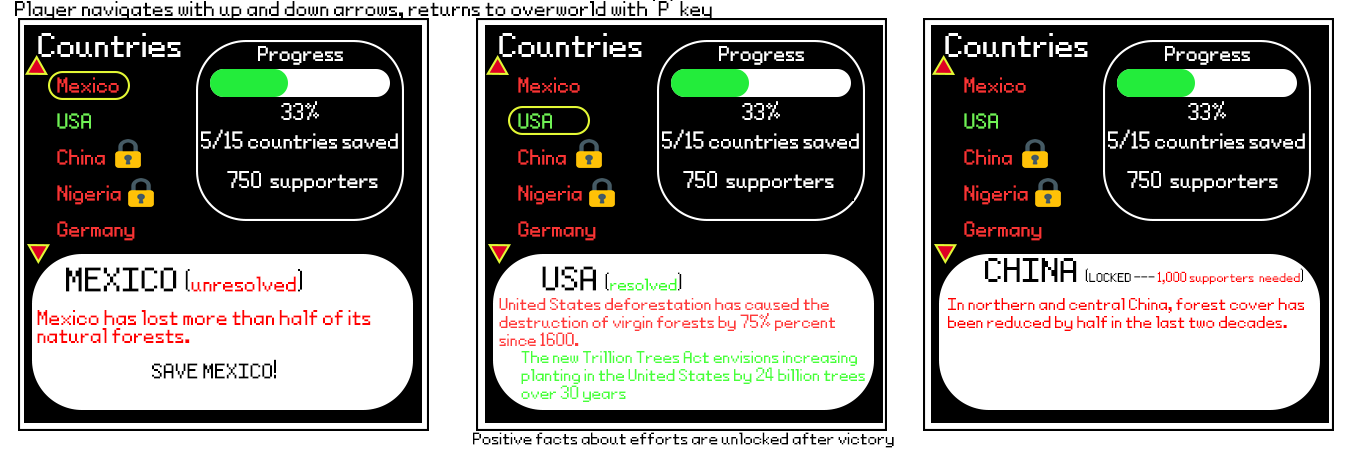 Player navigates with up and down arrows, returns to overworld with 'P' key
Countries
Progress
Mexico
33%
USA
5/15 countries saved
China
750 supporters
Nigeria
Germany
MEXICO (unresolved)
Mexico has lost more than half of its
natural forests.
SAVE MEXICO!
Countries
Progress
Mexico
33%
USA
5/15 countries saved
China
750 supporters
Nigeria
Germany
USA (resolved)
United States deforestation has caused the
destruction of virgin forests by 75% percent
since 1600.
The new Trillion Trees Act envisions increasing
planting in the United States by 24 billion trees
over 30 years
Positive facts about efforts are unlocked after victory
Countries
Progress
Mexico
33%
USA
5/15 countries saved
China
750 supporters
Nigeria
Germany
CHINA (LOCKED ---1,000 supporters needed)
In northern and central China, forest cover has
been reduced by half in the last two decades.